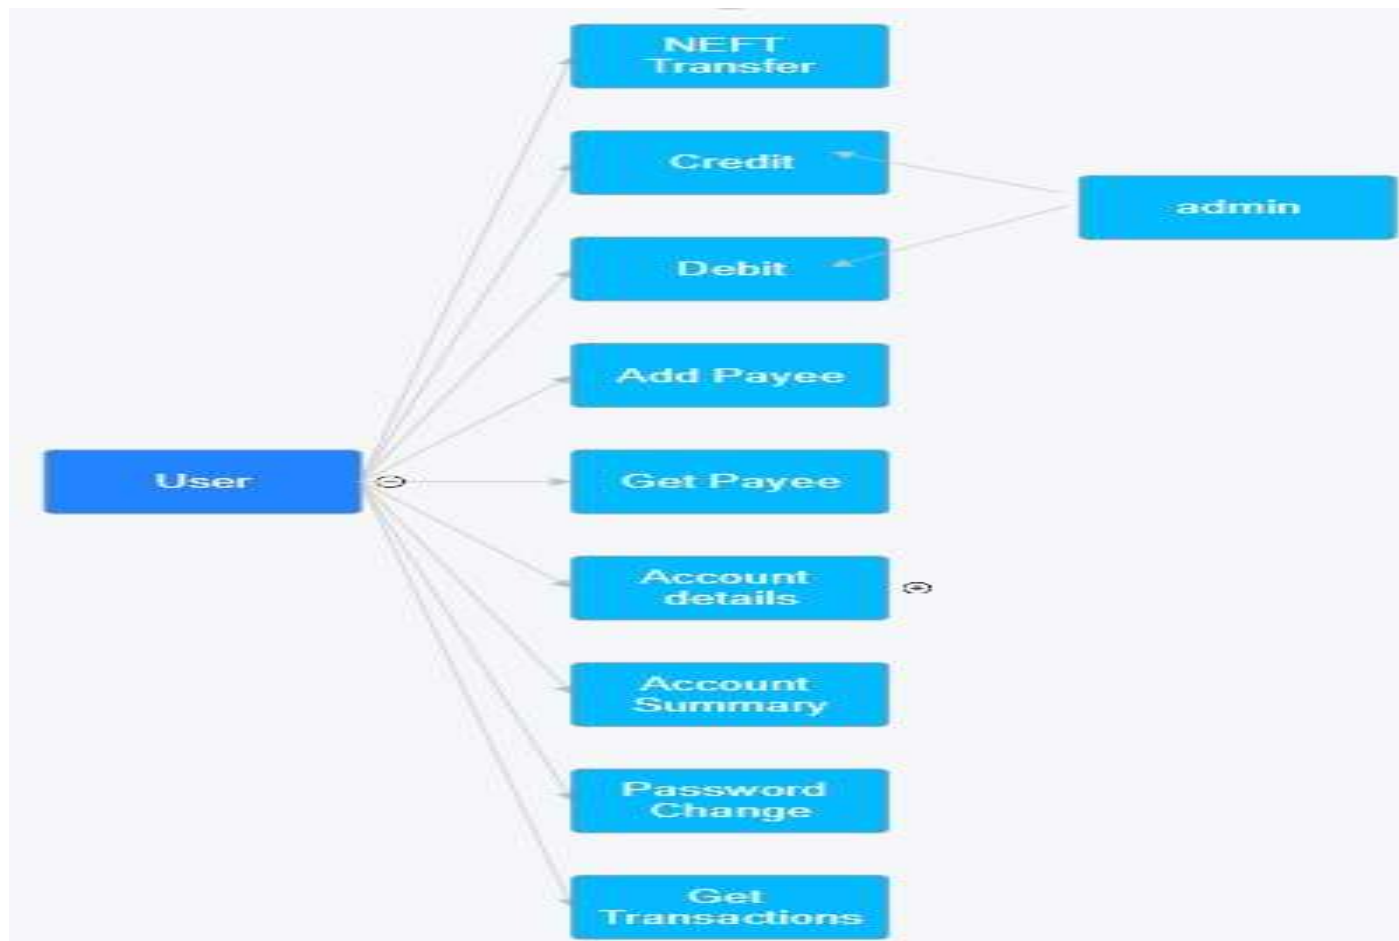 NEFT
Transfer
Credit
admin
Debit
Add Payee
User
Get Payee
Account
details
Account
Summary
Password
Change
Get
Transactions